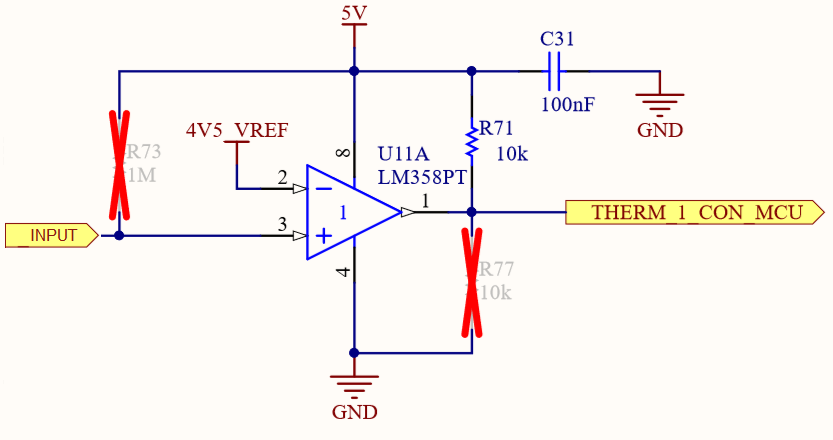 5V
C31
100nF
GND
R73
1M
4V5_VREF
8
U11A
LM358PT
R71
10k
2
1
1
3
4
_INPUT
THERM_1_CON_MCU
R77
10k
GND